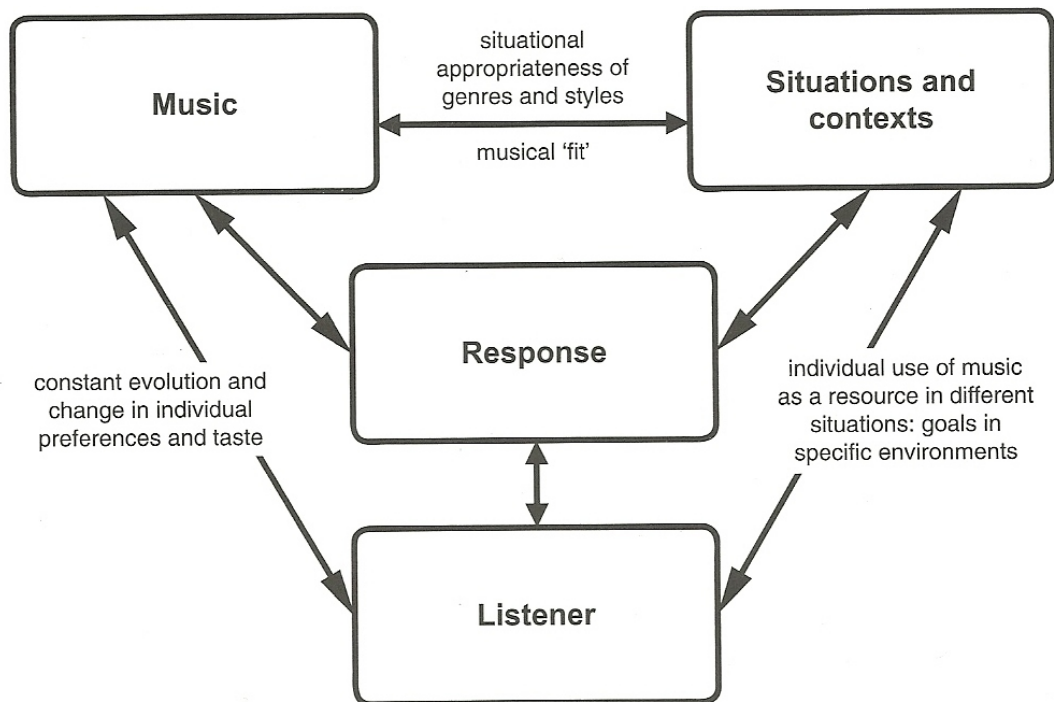 Music
situational
appropriateness of
genres and styles
musical ‘fit’
Situations and
contexts
Response
constant evolution and
change in individual
preferences and taste
individual use of music
as a resource in different
situations: goals in
specific environments
Listener